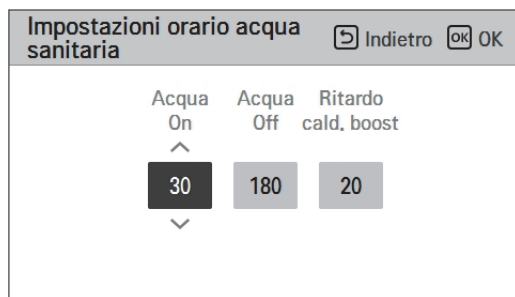 Impostazioni orario acqua
sanitaria
Indietro OK OK
Acqua Acqua Ritardo
On Off cald. boost
30 180 20